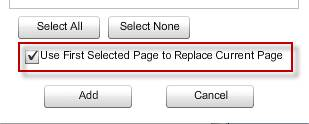 Select All Select None
Use First Selected Page to Replace Current Page
Add Cancel